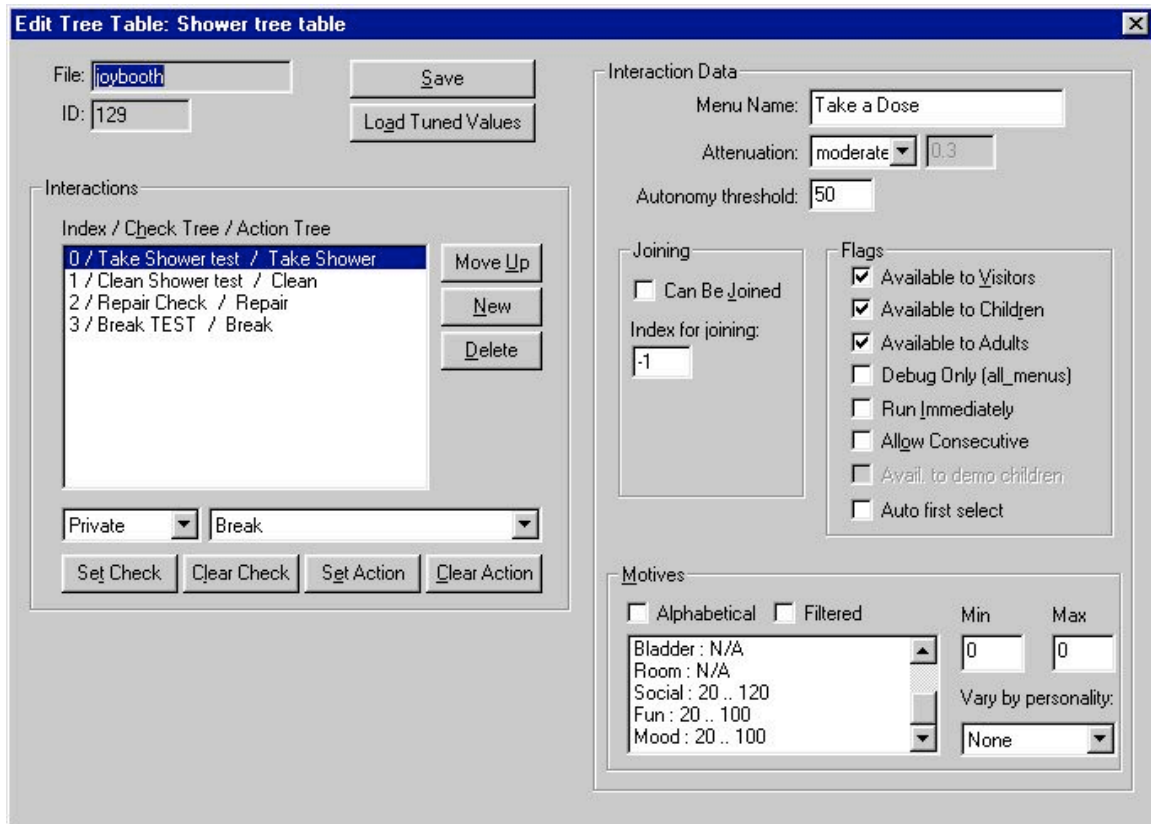 Edit Tree Table: Shower tree table
File: joybooth
ID: 129
Save
Load Tuned Values
Interactions
Index / Check Tree / Action Tree
0 / Take Shower test / Take Shower
1 / Clean Shower test / Clean
2 / Repair Check / Repair
3 / Break TEST / Break
Move Up
New
Delete
Private
Break
Set Check
Clear Check
Set Action
Clear Action
Interaction Data
Menu Name: Take a Dose
Attenuation: moderate 0.3
Autonomy threshold: 50
Joining
Can Be Joined
Index for joining:
-1
Flags
Available to Visitors
Available to Children
Available to Adults
Debug Only (all_menus)
Run Immediately
Allow Consecutive
Avail. to demo children
Auto first select
Motives
Alphabetical
Filtered
Bladder : N/A
Room : N/A
Social : 20 .. 120
Fun : 20 .. 100
Mood : 20 .. 100
Min
Max
0
0
Vary by personality:
None